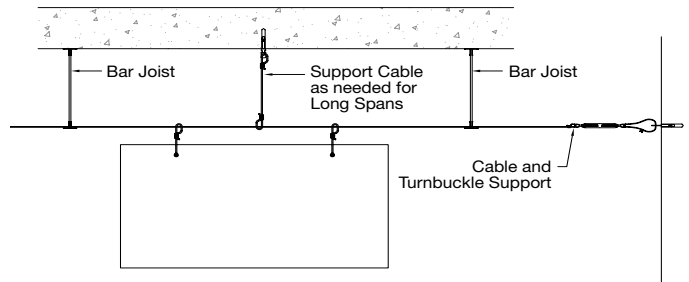 Bar Joist
Support Cable
as needed for
Long Spans
Bar Joist
Cable and
Turnbuckle Support